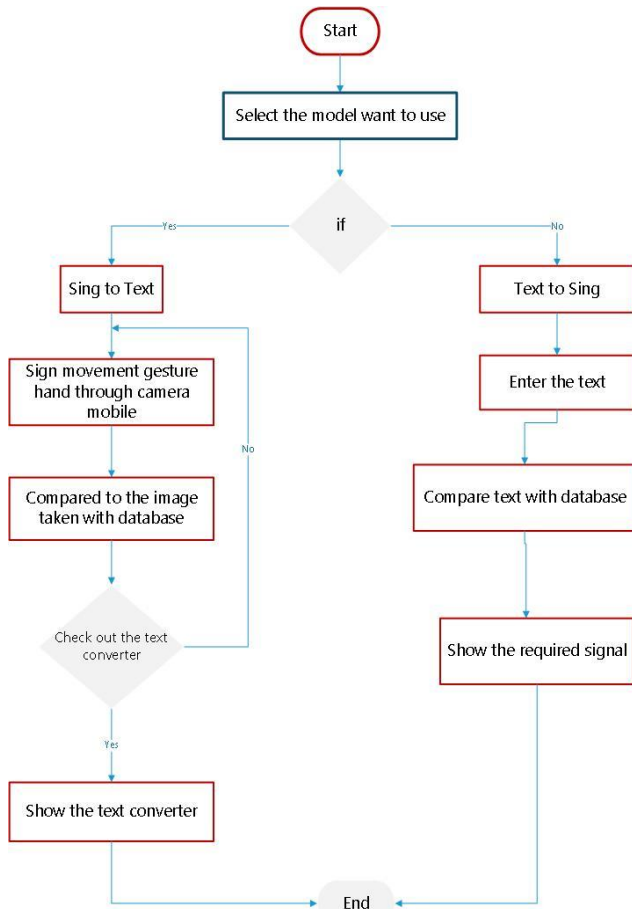 Start
Select the model want to use
if
Yes
No
Sing to Text
Text to Sing
Sign movement gesture
hand through camera
mobile
Enter the text
No
Compared to the image
taken with database
Compare text with database
Check out the text
converter
Show the required signal
Yes
Show the text converter
End